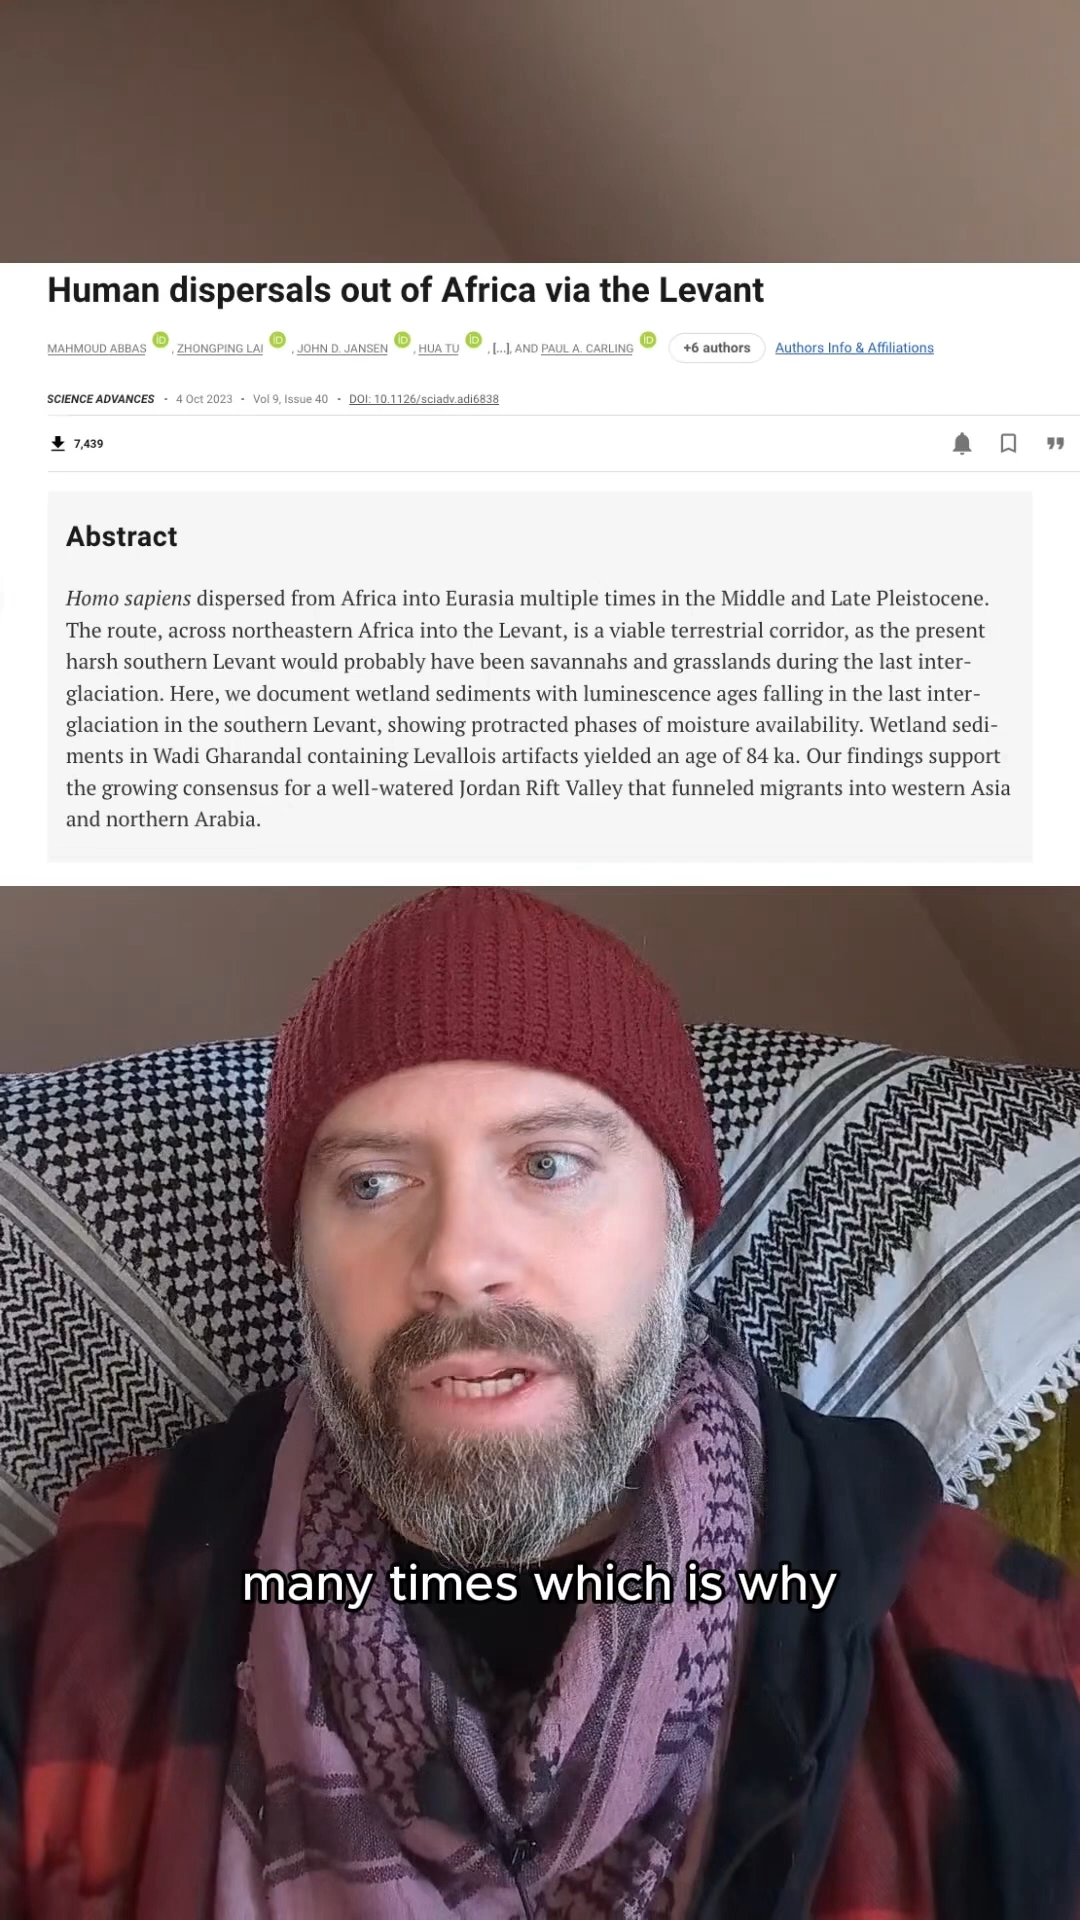 Human dispersals out of Africa via the Levant
MAHMOUD ABBAS iD, ZHONGPING LAI iD, JOHN D. JANSEN iD, HUA TU iD, [...], AND PAUL A. CARLING iD +6 authors Authors Info & Affiliations
SCIENCE ADVANCES · 4 Oct 2023 · Vol 9, Issue 40 · DOI: 10.1126/sciadv.adi6838
7,439
Abstract
Homo sapiens dispersed from Africa into Eurasia multiple times in the Middle and Late Pleistocene.
The route, across northeastern Africa into the Levant, is a viable terrestrial corridor, as the present
harsh southern Levant would probably have been savannahs and grasslands during the last inter-
glaciation. Here, we document wetland sediments with luminescence ages falling in the last inter-
glaciation in the southern Levant, showing protracted phases of moisture availability. Wetland sedi-
ments in Wadi Gharandal containing Levallois artifacts yielded an age of 84 ka. Our findings support
the growing consensus for a well-watered Jordan Rift Valley that funneled migrants into western Asia
and northern Arabia.
many times which is why